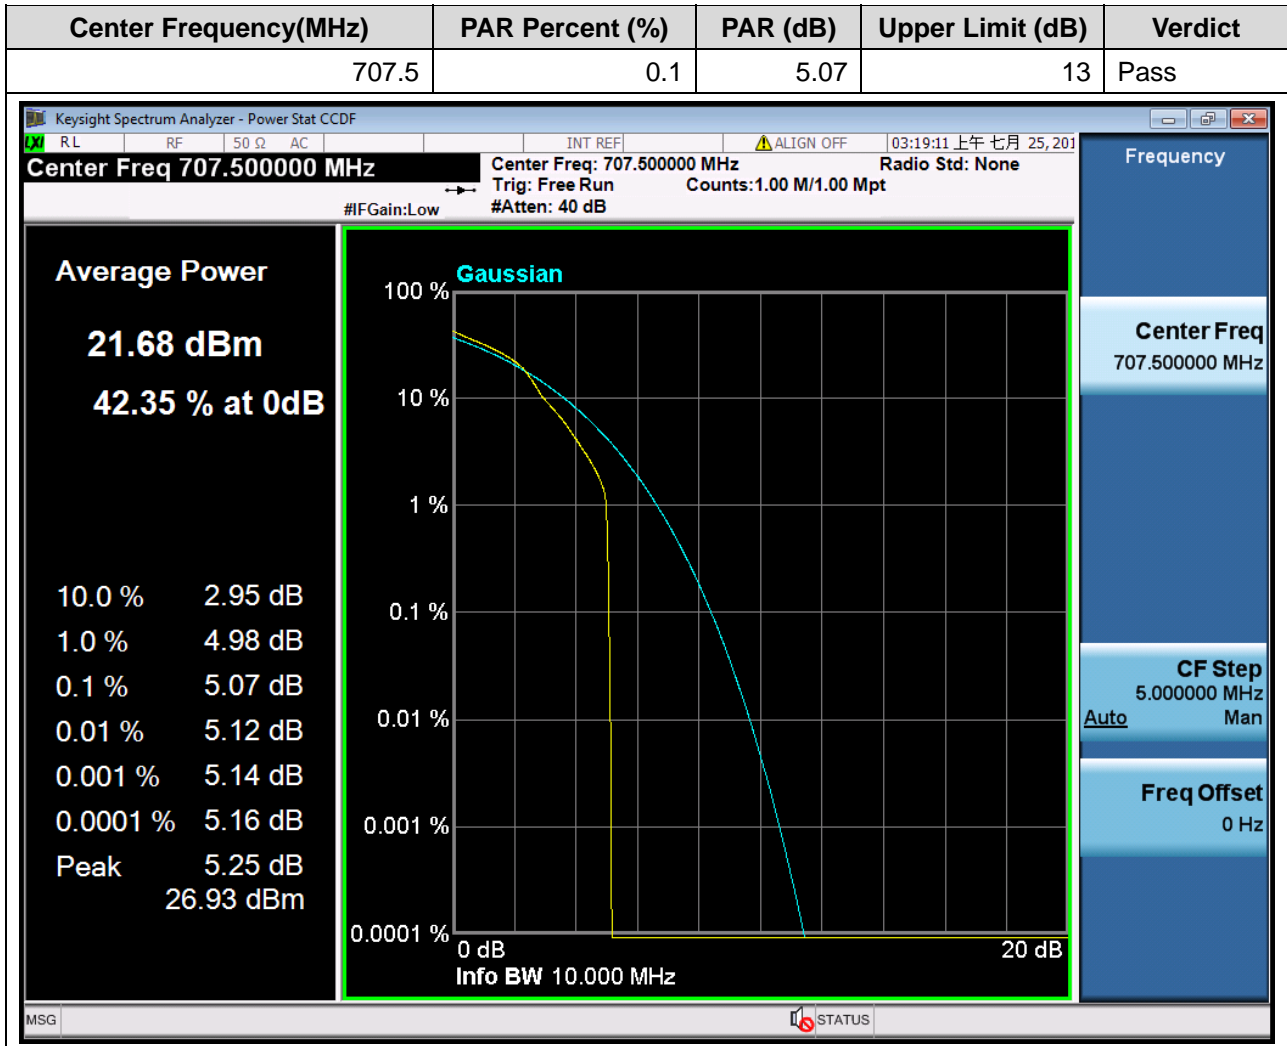 Center Frequency(MHz) PAR Percent (%) PAR (dB) Upper Limit (dB) Verdict
707.5 0.1 5.07 13 Pass
Keysight Spectrum Analyzer - Power Stat CCDF
LXI RL RF 50 Ω AC INT REF ALIGN OFF 03:19:11 上午 七月 25, 201
Center Freq 707.500000 MHz
Center Freq: 707.500000 MHz Radio Std: None
Trig: Free Run Counts:1.00 M/1.00 Mpt
#IFGain:Low #Atten: 40 dB
Frequency
Average Power
21.68 dBm
42.35 % at 0dB
10.0 % 2.95 dB
1.0 % 4.98 dB
0.1 % 5.07 dB
0.01 % 5.12 dB
0.001 % 5.14 dB
0.0001 % 5.16 dB
Peak 5.25 dB
26.93 dBm
Gaussian
100 %
10 %
1 %
0.1 %
0.01 %
0.001 %
0.0001 %
0 dB 20 dB
Info BW 10.000 MHz
Center Freq
707.500000 MHz
CF Step
5.000000 MHz
Auto Man
Freq Offset
0 Hz
MSG STATUS